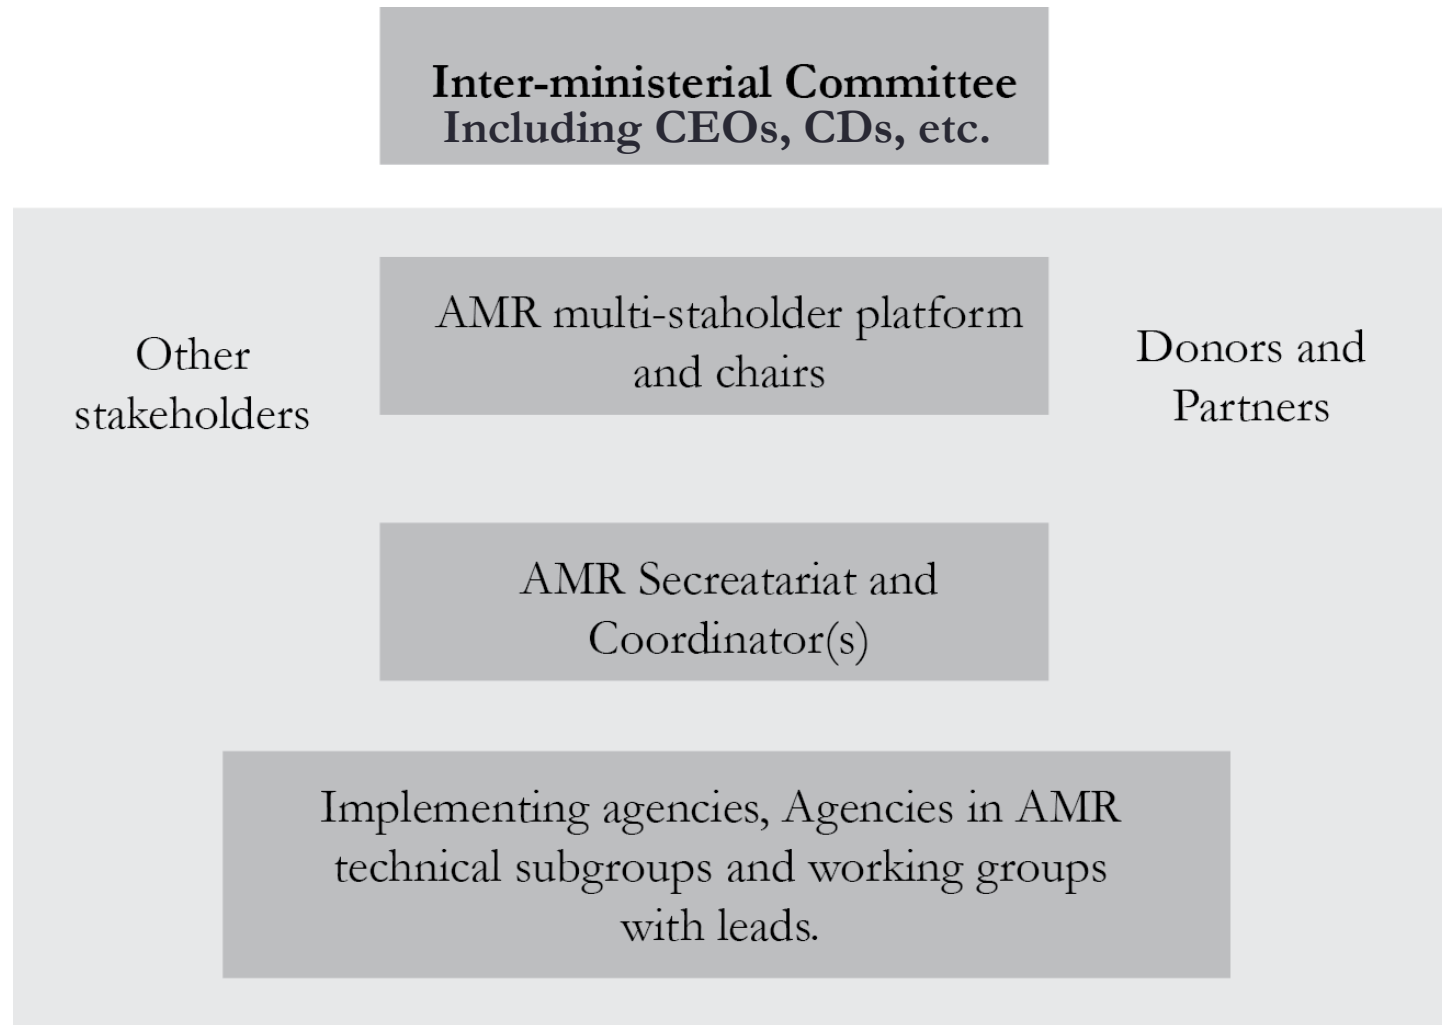 Inter-ministerial Committee
Including CEOs, CDs, etc.
AMR multi-staholder platform
and chairs
Other
stakeholders
Donors and
Partners
AMR Secreatariat and
Coordinator(s)
Implementing agencies, Agencies in AMR
technical subgroups and working groups
with leads.